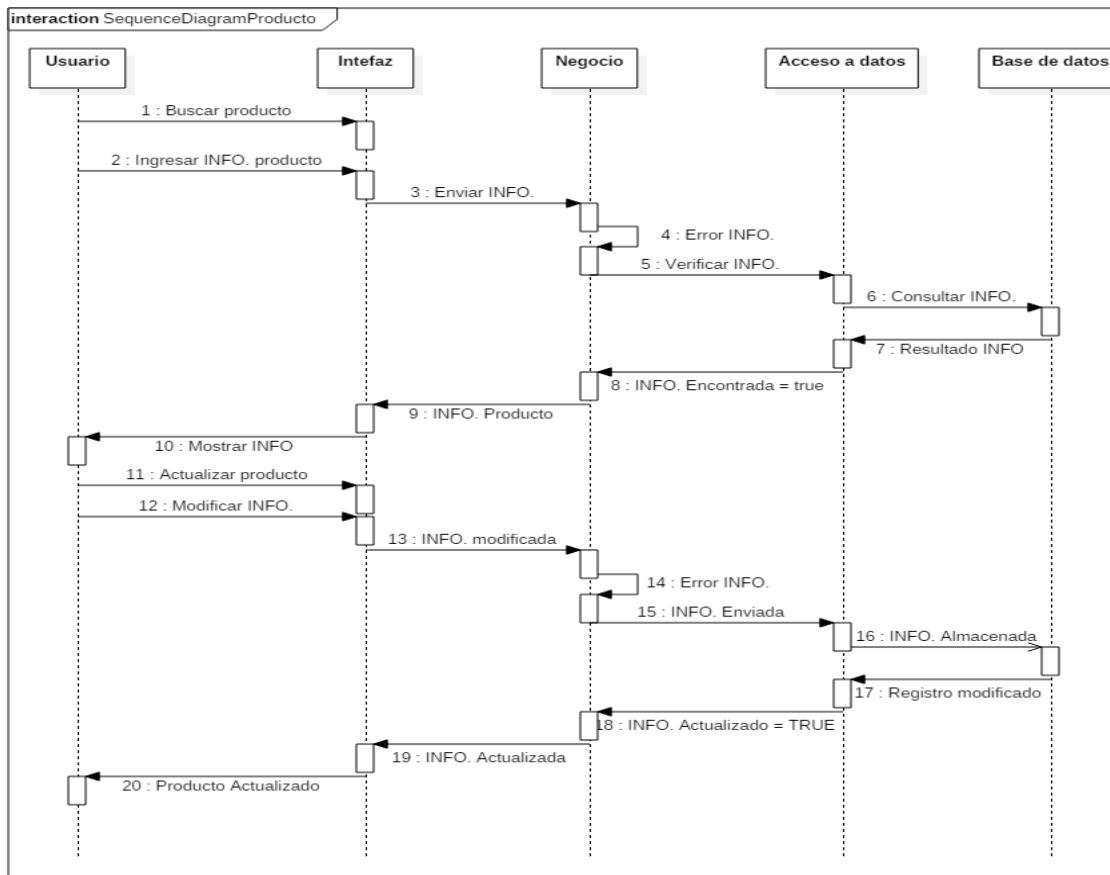 interaction SequenceDiagramProducto
Usuario
Intefaz
Negocio
Acceso a datos
Base de datos
1 : Buscar producto
2 : Ingresar INFO. producto
3 : Enviar INFO.
4 : Error INFO.
5 : Verificar INFO.
6 : Consultar INFO.
7 : Resultado INFO
8 : INFO. Encontrada = true
9 : INFO. Producto
10 : Mostrar INFO
11 : Actualizar producto
12 : Modificar INFO.
13 : INFO. modificada
14 : Error INFO.
15 : INFO. Enviada
16 : INFO. Almacenada
17 : Registro modificado
18 : INFO. Actualizado = TRUE
19 : INFO. Actualizada
20 : Producto Actualizado